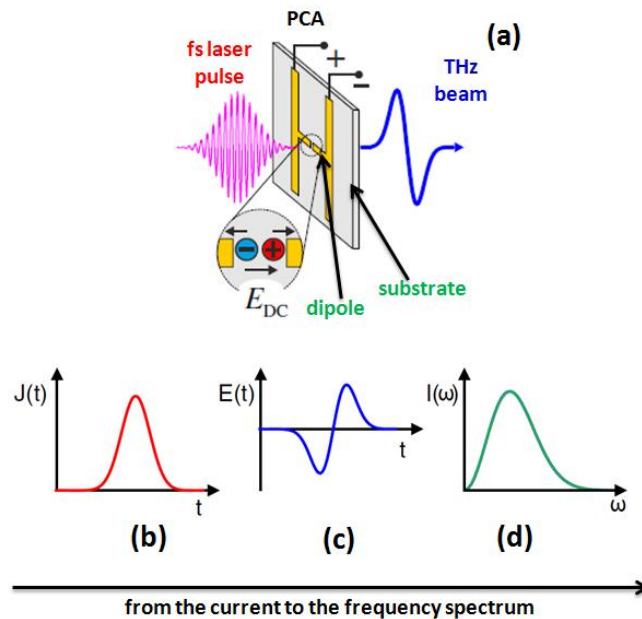 PCA
(a)
fs laser
pulse
+
−
THz
beam
−
+
E_DC
dipole
substrate
J(t)
t
(b)
E(t)
t
(c)
I(ω)
ω
(d)
from the current to the frequency spectrum